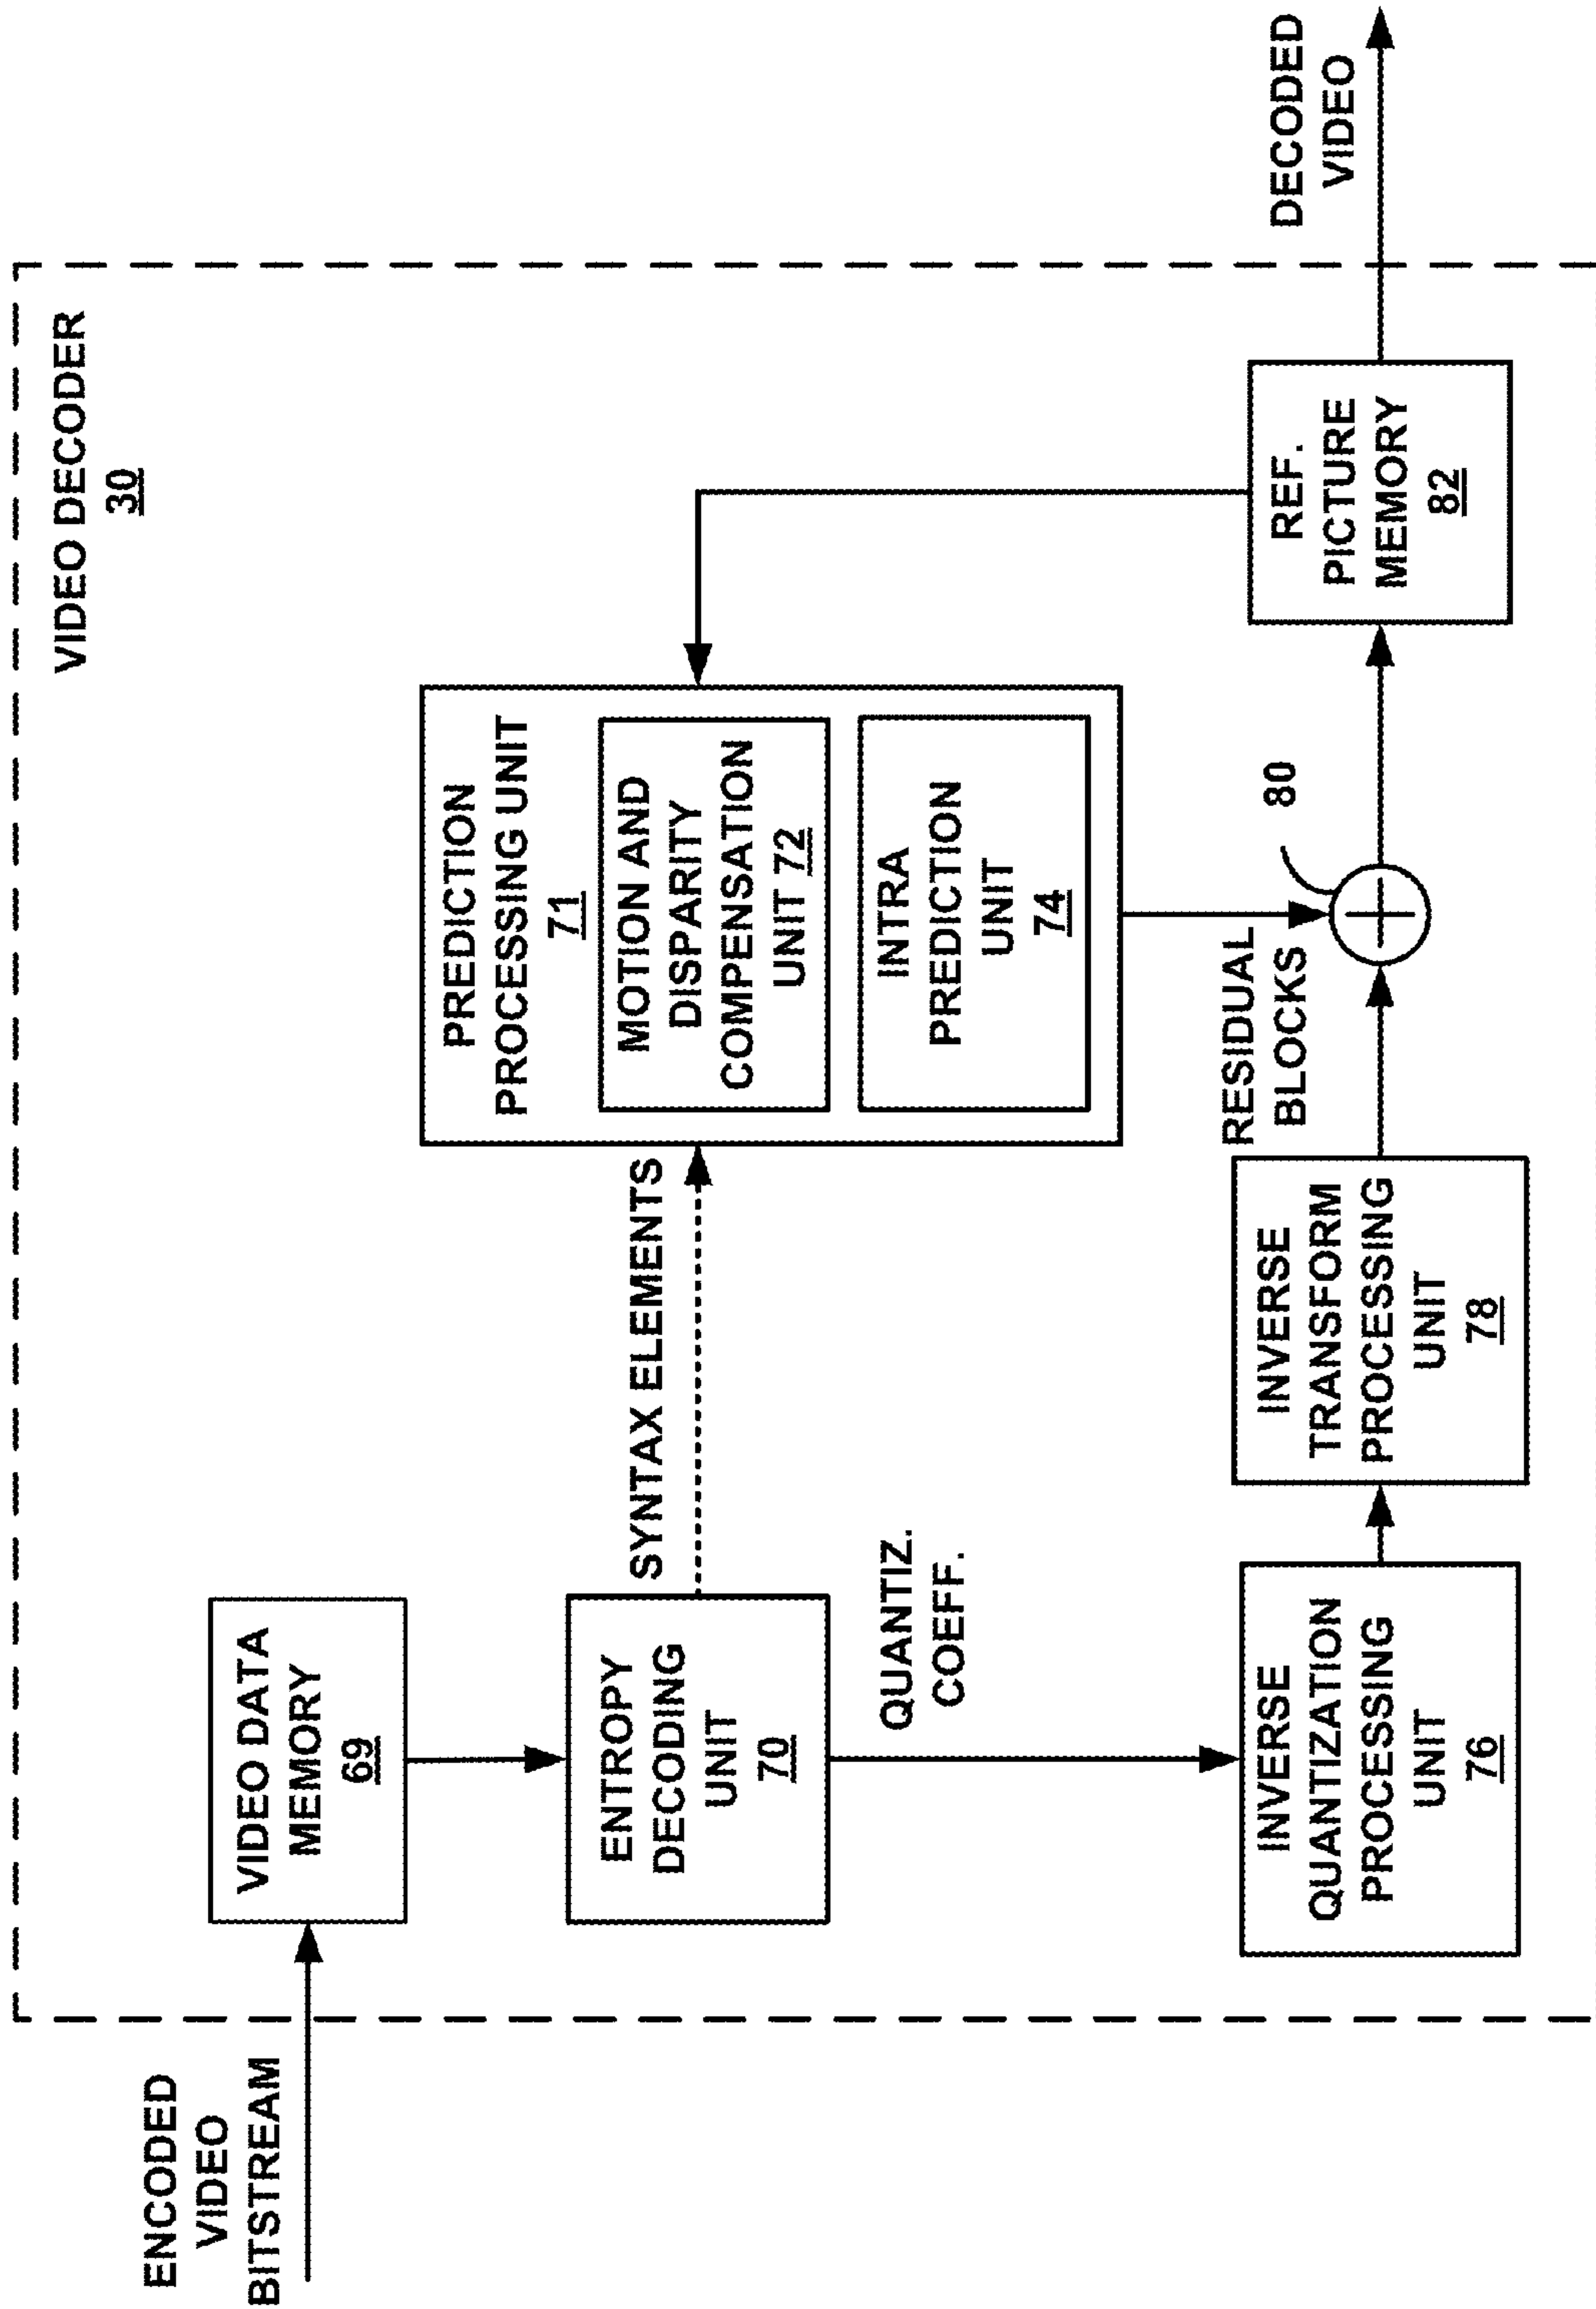 VIDEO DECODER
30
ENCODED
VIDEO
BITSTREAM
VIDEO DATA
MEMORY
69
ENTROPY
DECODING
UNIT
70
SYNTAX ELEMENTS
QUANTIZ.
COEFF.
PREDICTION
PROCESSING UNIT
71
MOTION AND
DISPARITY
COMPENSATION
UNIT 72
INTRA
PREDICTION
UNIT
74
INVERSE
QUANTIZATION
PROCESSING
UNIT
76
INVERSE
TRANSFORM
PROCESSING
UNIT
78
RESIDUAL
BLOCKS
80
REF.
PICTURE
MEMORY
82
DECODED
VIDEO